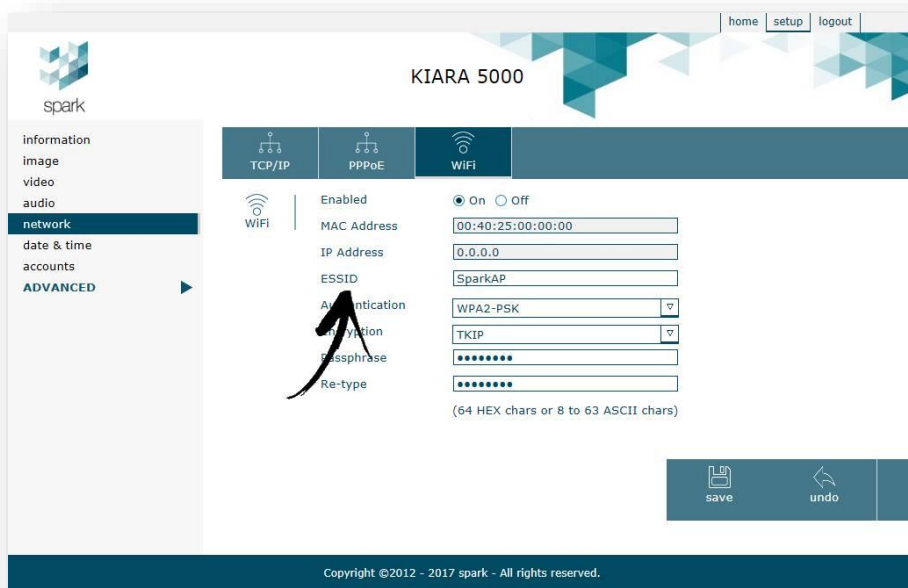 home setup logout
spark
KIARA 5000
information
image
video
audio
network
date & time
accounts
ADVANCED
TCP/IP PPPoE WiFi
WiFi
Enabled On Off
MAC Address 00:40:25:00:00:00
IP Address 0.0.0.0
ESSID SparkAP
Authentication WPA2-PSK
Encryption TKIP
Passphrase ●●●●●●●●
Re-type ●●●●●●●●
(64 HEX chars or 8 to 63 ASCII chars)
save undo
Copyright ©2012 - 2017 spark - All rights reserved.